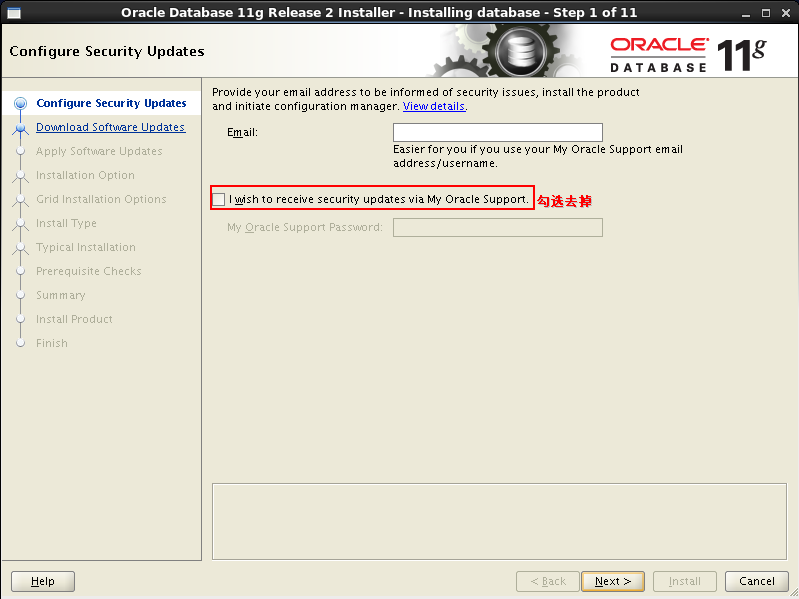 Oracle Database 11g Release 2 Installer - Installing database - Step 1 of 11
Configure Security Updates
ORACLE®
DATABASE
11g
Configure Security Updates
Download Software Updates
Apply Software Updates
Installation Option
Grid Installation Options
Install Type
Typical Installation
Prerequisite Checks
Summary
Install Product
Finish
Provide your email address to be informed of security issues, install the product
and initiate configuration manager. View details.
Email:
Easier for you if you use your My Oracle Support email
address/username.
I wish to receive security updates via My Oracle Support.
勾选去掉
My Oracle Support Password:
Help
< Back
Next >
Install
Cancel